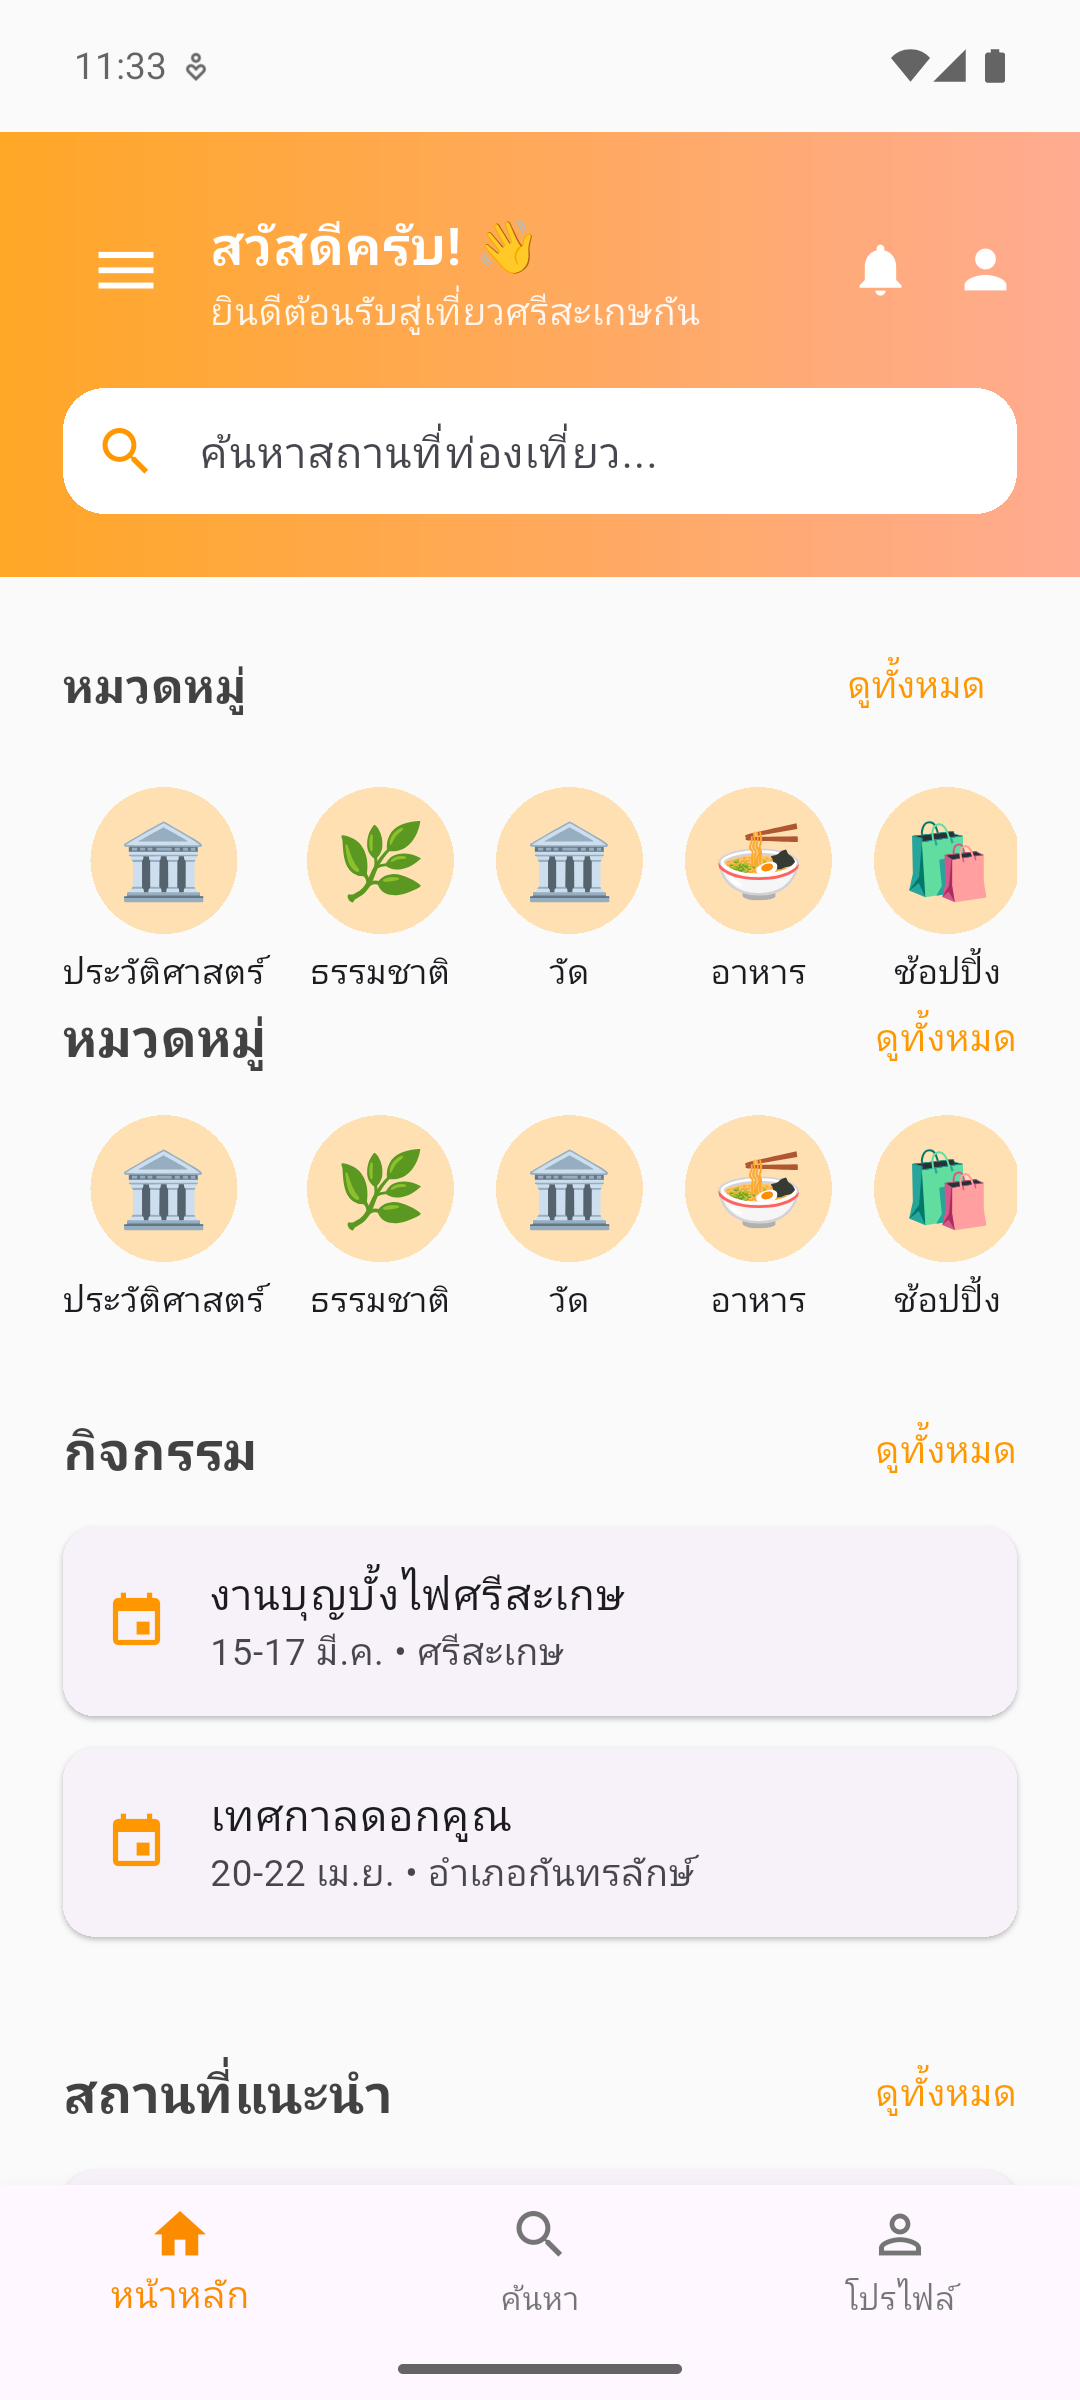 11:33
สวัสดีครับ! 👋
ยินดีต้อนรับสู่เที่ยวศรีสะเกษกัน
ค้นหาสถานที่ท่องเที่ยว...
หมวดหมู่ ดูทั้งหมด
ประวัติศาสตร์ ธรรมชาติ วัด อาหาร ช้อปปิ้ง
หมวดหมู่ ดูทั้งหมด
ประวัติศาสตร์ ธรรมชาติ วัด อาหาร ช้อปปิ้ง
กิจกรรม ดูทั้งหมด
งานบุญบั้งไฟศรีสะเกษ
15-17 มี.ค. • ศรีสะเกษ
เทศกาลดอกคูณ
20-22 เม.ย. • อำเภอกันทรลักษ์
สถานที่แนะนำ ดูทั้งหมด
หน้าหลัก ค้นหา โปรไฟล์